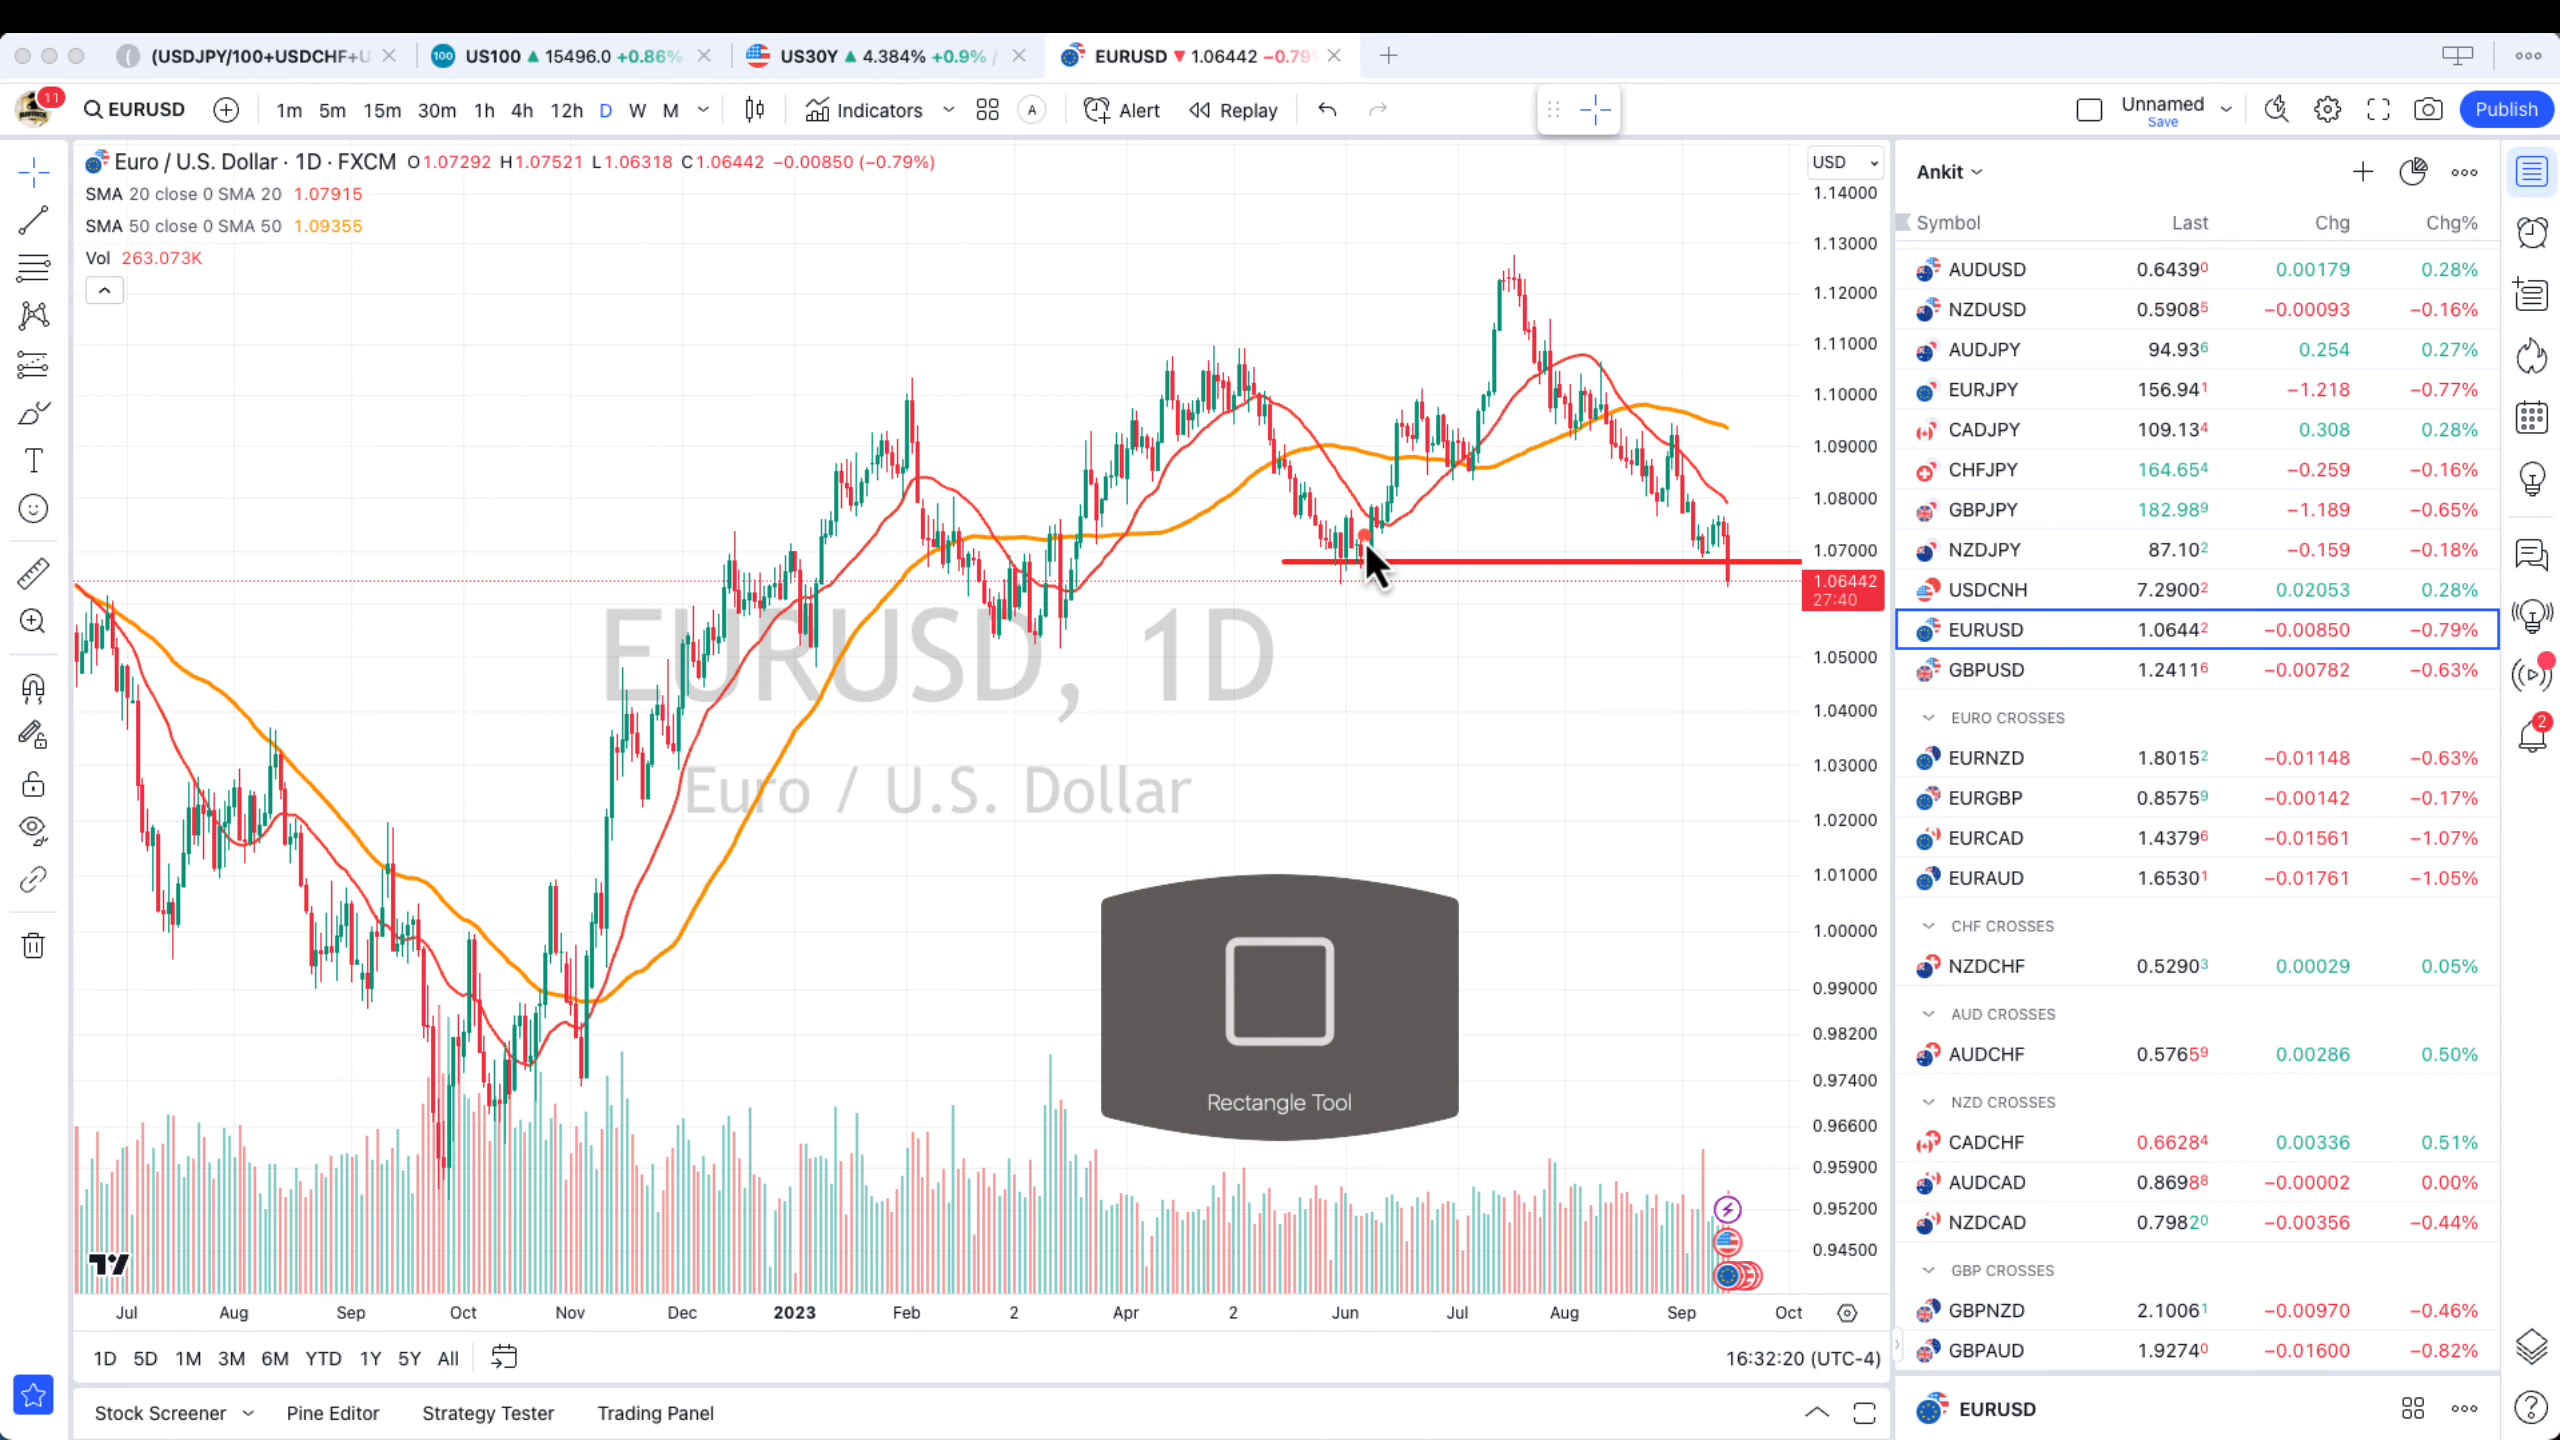 (USDJPY/100+USDCHF+U
100 US100 15496.0 +0.86%
US30Y 4.384% +0.9% /
EURUSD 1.06442 −0.79
11
EURUSD 1m 5m 15m 30m 1h 4h 12h D W M Indicators A Alert Replay Unnamed Save Publish
Euro / U.S. Dollar · 1D · FXCM O1.07292 H1.07521 L1.06318 C1.06442 −0.00850 (−0.79%)
SMA 20 close 0 SMA 20 1.07915
SMA 50 close 0 SMA 50 1.09355
Vol 263.073K
EURUSD, 1D
Euro / U.S. Dollar
Rectangle Tool
USD
1.14000
1.13000
1.12000
1.11000
1.10000
1.09000
1.08000
1.07000
1.06442
27:40
1.05000
1.04000
1.03000
1.02000
1.01000
1.00000
0.99000
0.98200
0.97400
0.96600
0.95900
0.95200
0.94500
Jul Aug Sep Oct Nov Dec 2023 Feb 2 Apr 2 Jun Jul Aug Sep Oct
1D 5D 1M 3M 6M YTD 1Y 5Y All 16:32:20 (UTC-4)
Stock Screener Pine Editor Strategy Tester Trading Panel
Ankit
Symbol Last Chg Chg%
AUDUSD 0.64390 0.00179 0.28%
NZDUSD 0.59085 −0.00093 −0.16%
AUDJPY 94.936 0.254 0.27%
EURJPY 156.941 −1.218 −0.77%
CADJPY 109.134 0.308 0.28%
CHFJPY 164.654 −0.259 −0.16%
GBPJPY 182.989 −1.189 −0.65%
NZDJPY 87.102 −0.159 −0.18%
USDCNH 7.29002 0.02053 0.28%
EURUSD 1.06442 −0.00850 −0.79%
GBPUSD 1.24116 −0.00782 −0.63%
EURO CROSSES
EURNZD 1.80152 −0.01148 −0.63%
EURGBP 0.85759 −0.00142 −0.17%
EURCAD 1.43796 −0.01561 −1.07%
EURAUD 1.65301 −0.01761 −1.05%
CHF CROSSES
NZDCHF 0.52903 0.00029 0.05%
AUD CROSSES
AUDCHF 0.57659 0.00286 0.50%
NZD CROSSES
CADCHF 0.66284 0.00336 0.51%
AUDCAD 0.86988 −0.00002 0.00%
NZDCAD 0.79820 −0.00356 −0.44%
GBP CROSSES
GBPNZD 2.10061 −0.00970 −0.46%
GBPAUD 1.92740 −0.01600 −0.82%
EURUSD
2